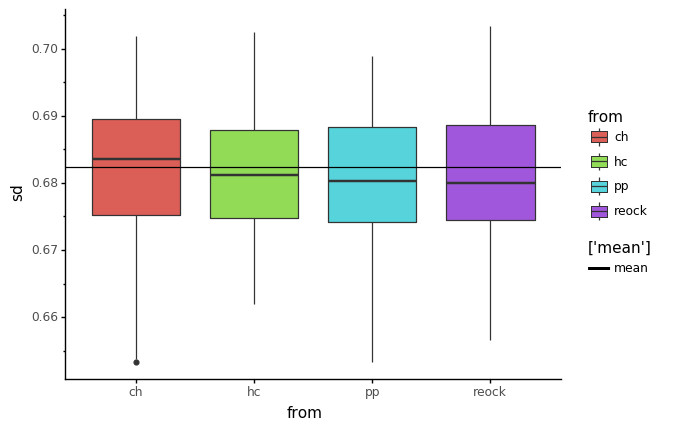 0.70
0.69
0.68
0.67
0.66
sd
ch
hc
pp
reock
from
from
ch
hc
pp
reock
['mean']
mean